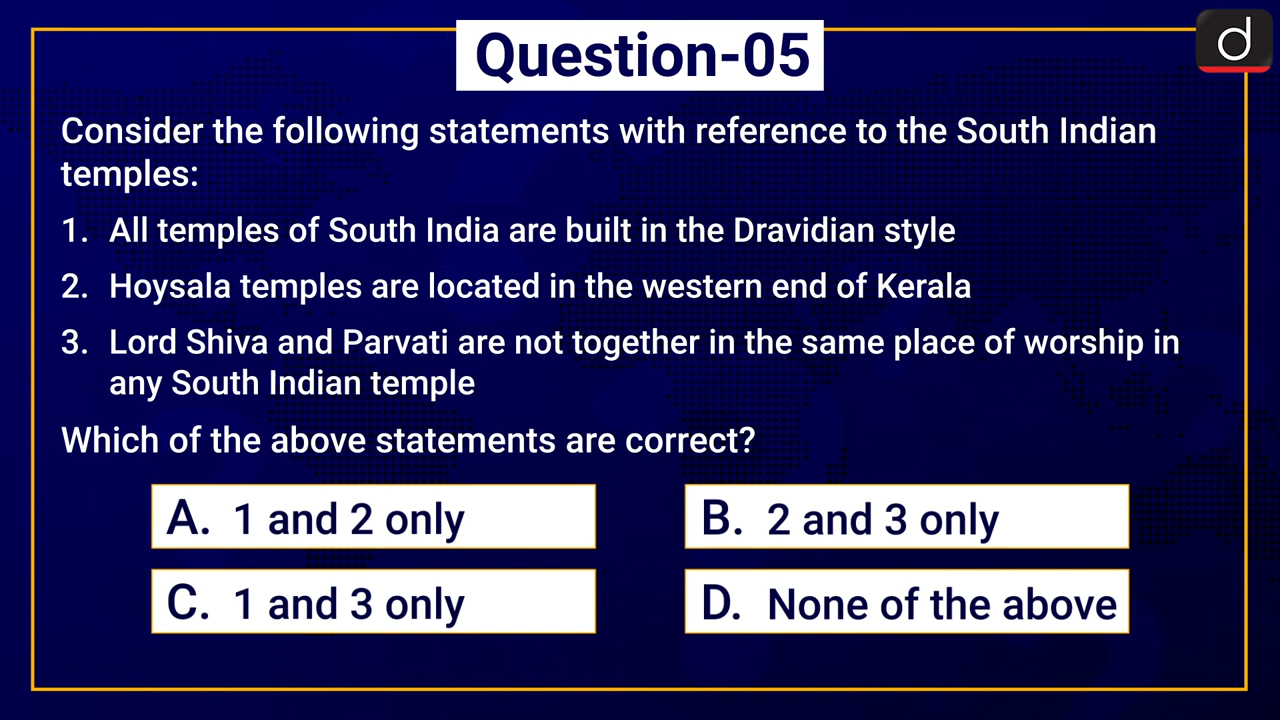 Question-05
d
Consider the following statements with reference to the South Indian
temples:
1. All temples of South India are built in the Dravidian style
2. Hoysala temples are located in the western end of Kerala
3. Lord Shiva and Parvati are not together in the same place of worship in
any South Indian temple
Which of the above statements are correct?
A. 1 and 2 only
B. 2 and 3 only
C. 1 and 3 only
D. None of the above